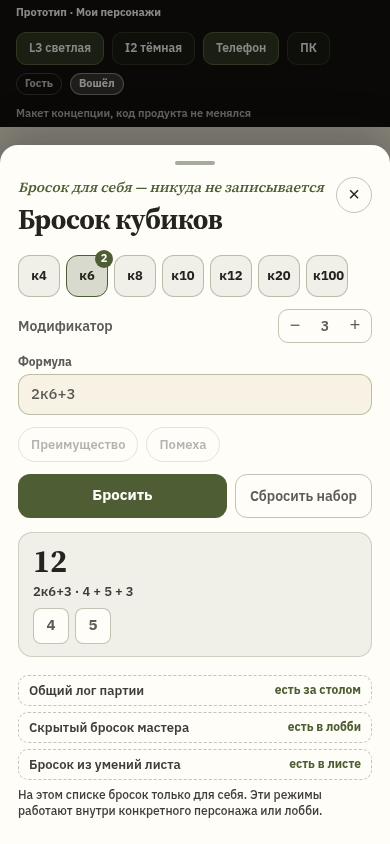 Прототип · Мои персонажи
L3 светлая
I2 тёмная
Телефон
ПК
Гость
Вошёл
Макет концепции, код продукта не менялся
Бросок для себя — никуда не записывается
×
Бросок кубиков
2
к4
к6
к8
к10
к12
к20
к100
Модификатор
− 3 +
Формула
2к6+3
Преимущество
Помеха
Бросить
Сбросить набор
12
2к6+3 · 4 + 5 + 3
4
5
Общий лог партии
есть за столом
Скрытый бросок мастера
есть в лобби
Бросок из умений листа
есть в листе
На этом списке бросок только для себя. Эти режимы
работают внутри конкретного персонажа или лобби.